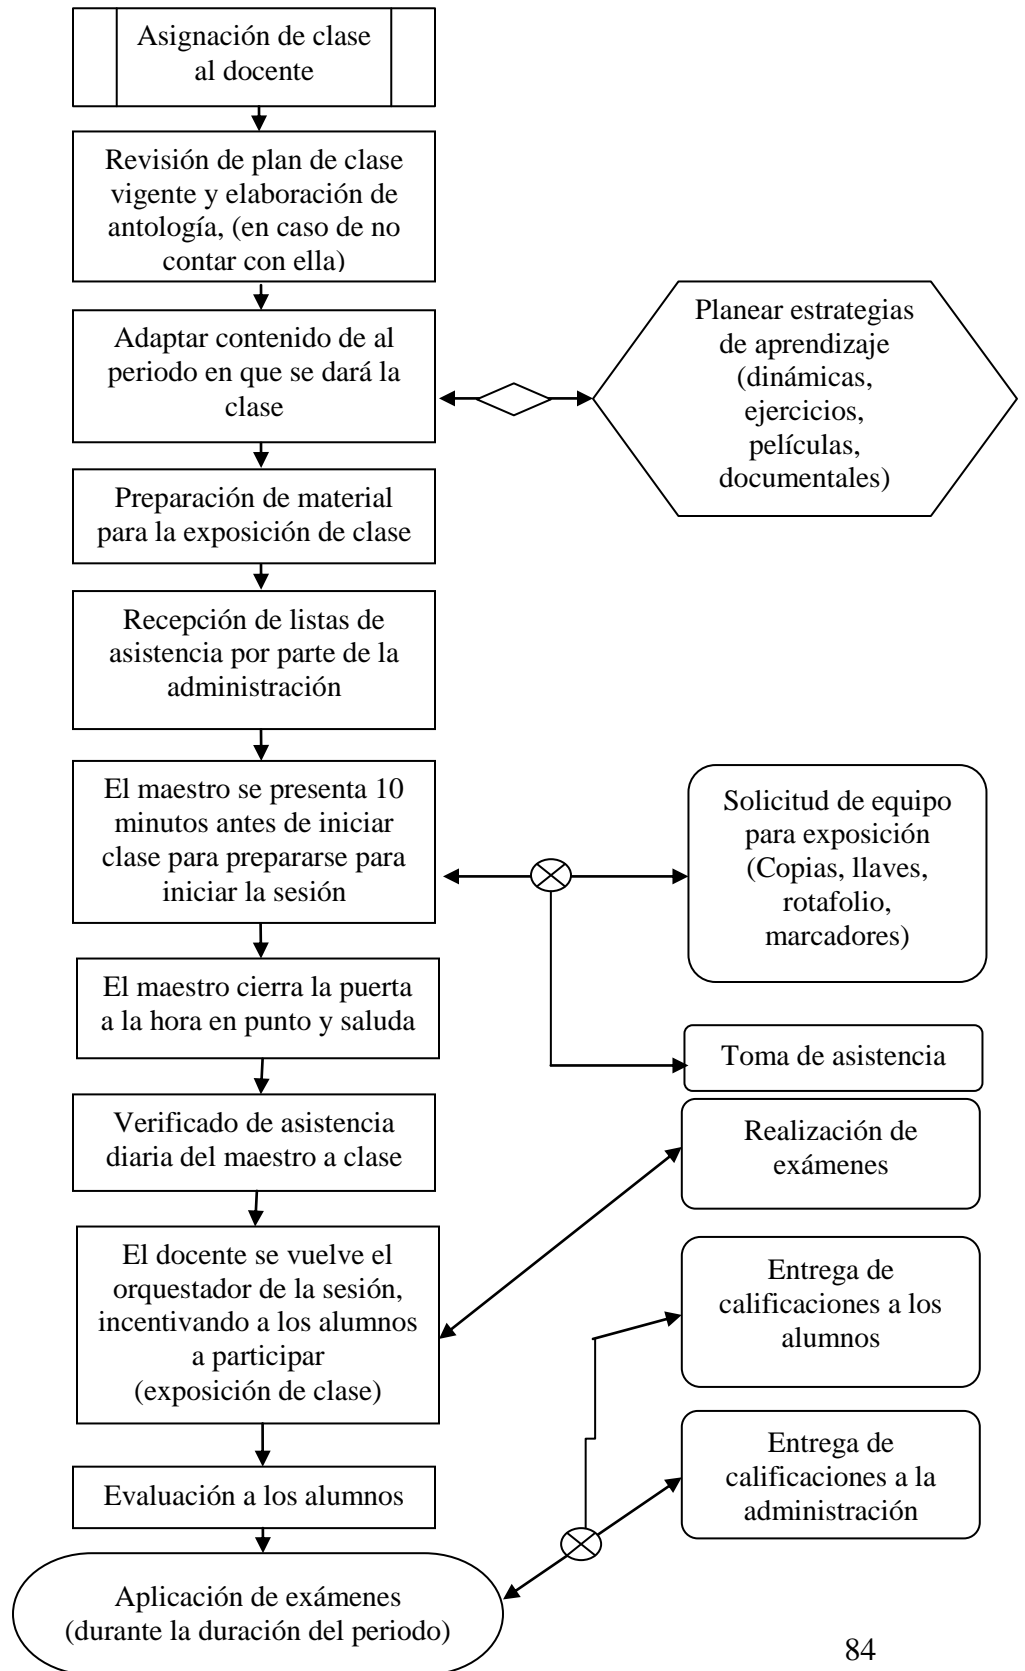 Asignación de clase
al docente
Revisión de plan de clase
vigente y elaboración de
antología, (en caso de no
contar con ella)
Adaptar contenido de al
periodo en que se dará la
clase
Planear estrategias
de aprendizaje
(dinámicas,
ejercicios,
películas,
documentales)
Preparación de material
para la exposición de clase
Recepción de listas de
asistencia por parte de la
administración
El maestro se presenta 10
minutos antes de iniciar
clase para prepararse para
iniciar la sesión
Solicitud de equipo
para exposición
(Copias, llaves,
rotafolio,
marcadores)
El maestro cierra la puerta
a la hora en punto y saluda
Toma de asistencia
Verificado de asistencia
diaria del maestro a clase
Realización de
exámenes
El docente se vuelve el
orquestador de la sesión,
incentivando a los alumnos
a participar
(exposición de clase)
Entrega de
calificaciones a los
alumnos
Evaluación a los alumnos
Entrega de
calificaciones a la
administración
Aplicación de exámenes
(durante la duración del periodo)
84